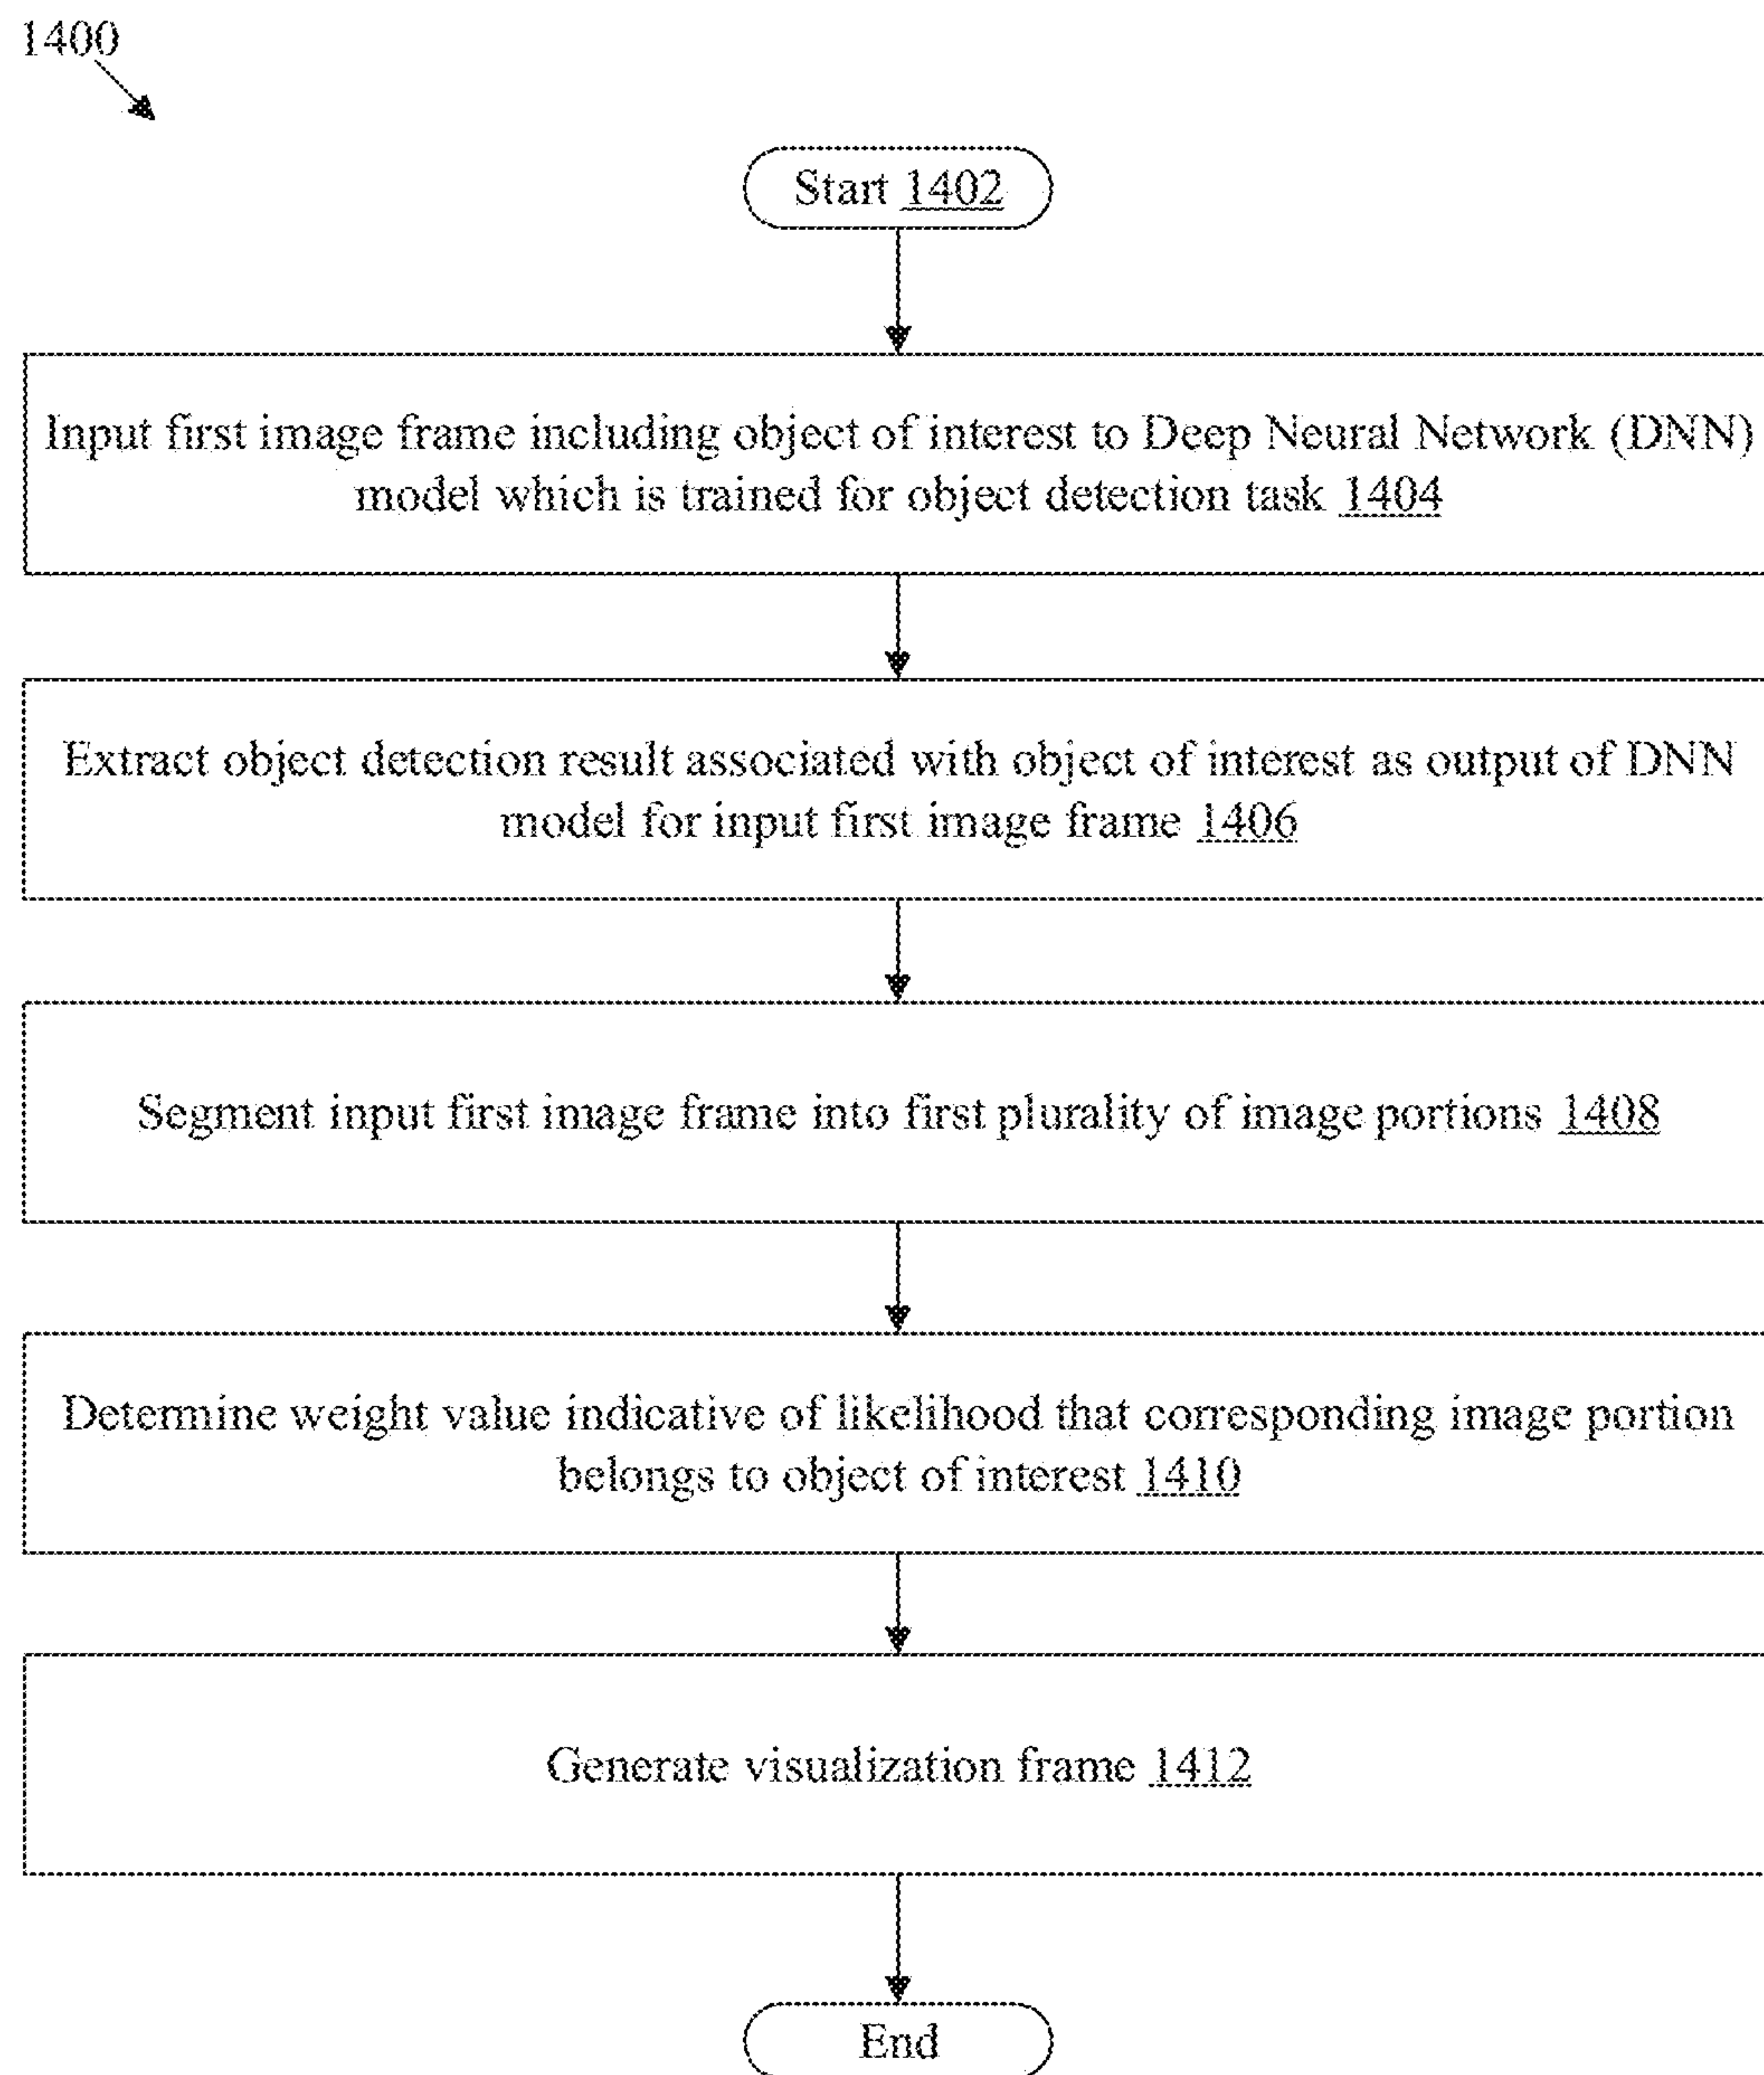 1400
Start 1402
Input first image frame including object of interest to Deep Neural Network (DNN)
model which is trained for object detection task 1404
Extract object detection result associated with object of interest as output of DNN
model for input first image frame 1406
Segment input first image frame into first plurality of image portions 1408
Determine weight value indicative of likelihood that corresponding image portion
belongs to object of interest 1410
Generate visualization frame 1412
End